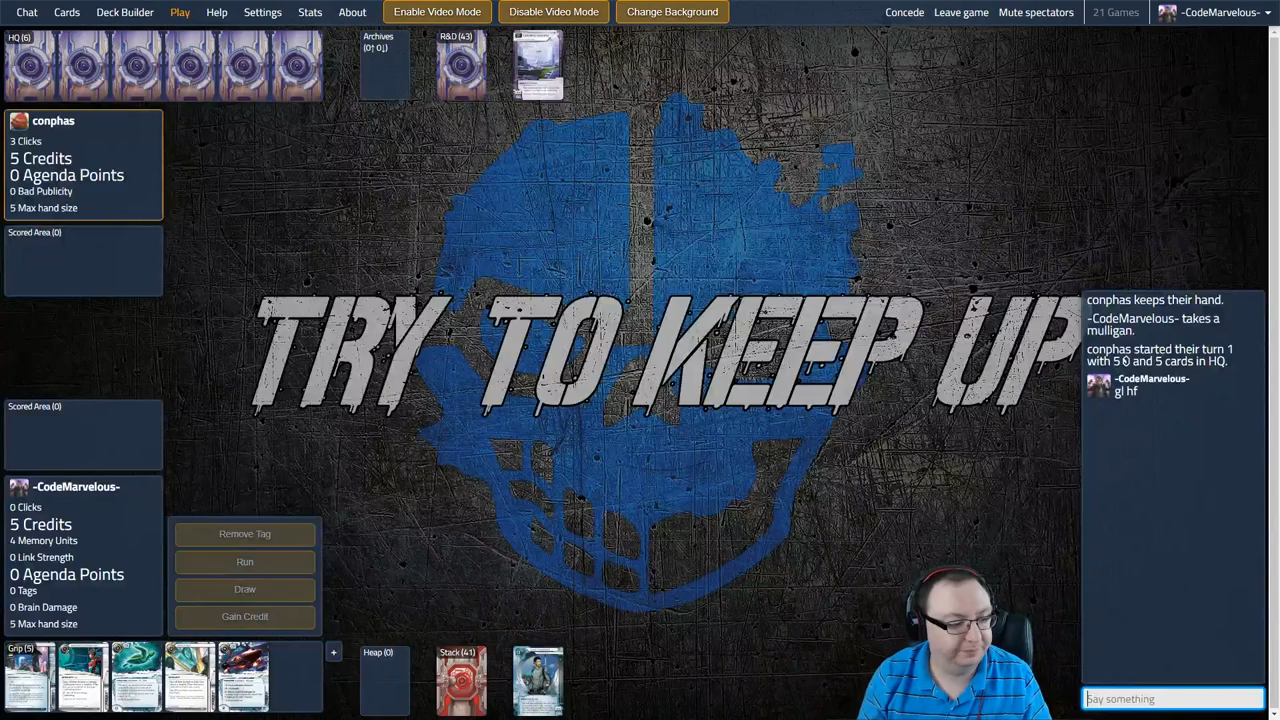 Chat Cards Deck Builder Play Help Settings Stats About Enable Video Mode Disable Video Mode Change Background Concede Leave game Mute spectators 21 Games -CodeMarvelous-
HQ (6)
Archives
(0↑ 0↓)
R&D (43)
conphas
3 Clicks
5 Credits
0 Agenda Points
0 Bad Publicity
5 Max hand size
Scored Area (0)
TRY TO KEEP UP
conphas keeps their hand.
-CodeMarvelous- takes a
mulligan.
conphas started their turn 1
with 5 and 5 cards in HQ.
-CodeMarvelous-
gl hf
Scored Area (0)
-CodeMarvelous-
0 Clicks
5 Credits
4 Memory Units
0 Link Strength
0 Agenda Points
0 Tags
0 Brain Damage
5 Max hand size
Remove Tag
Run
Draw
Gain Credit
Grip (5)
+
Heap (0)
Stack (41)
Say something